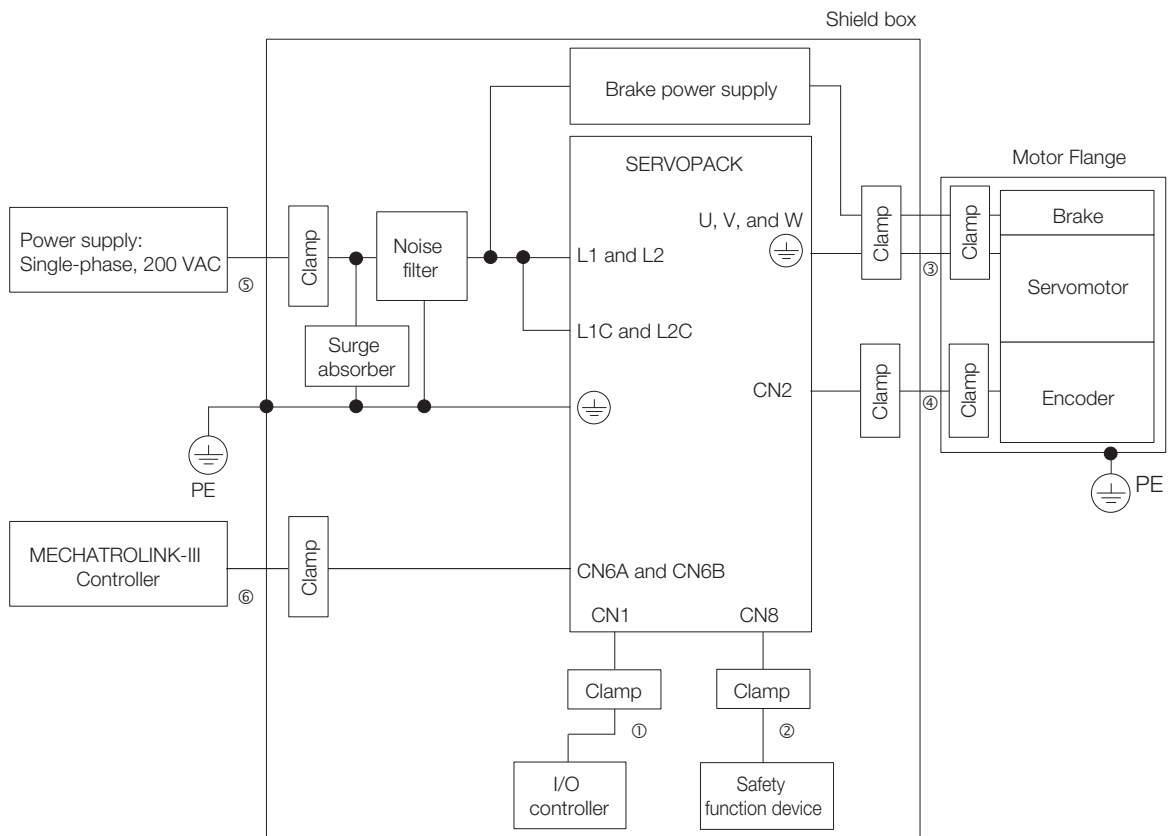 Shield box
Brake power supply
SERVOPACK
Motor Flange
U, V, and W
Clamp
Clamp
Brake
Power supply:
Single-phase, 200 VAC
Clamp
Noise
filter
L1 and L2
③
Servomotor
⑤
L1C and L2C
Surge
absorber
CN2
Clamp
Clamp
Encoder
④
PE
PE
MECHATROLINK-III
Controller
Clamp
CN6A and CN6B
⑥
CN1
CN8
Clamp
Clamp
①
②
I/O
controller
Safety
function device